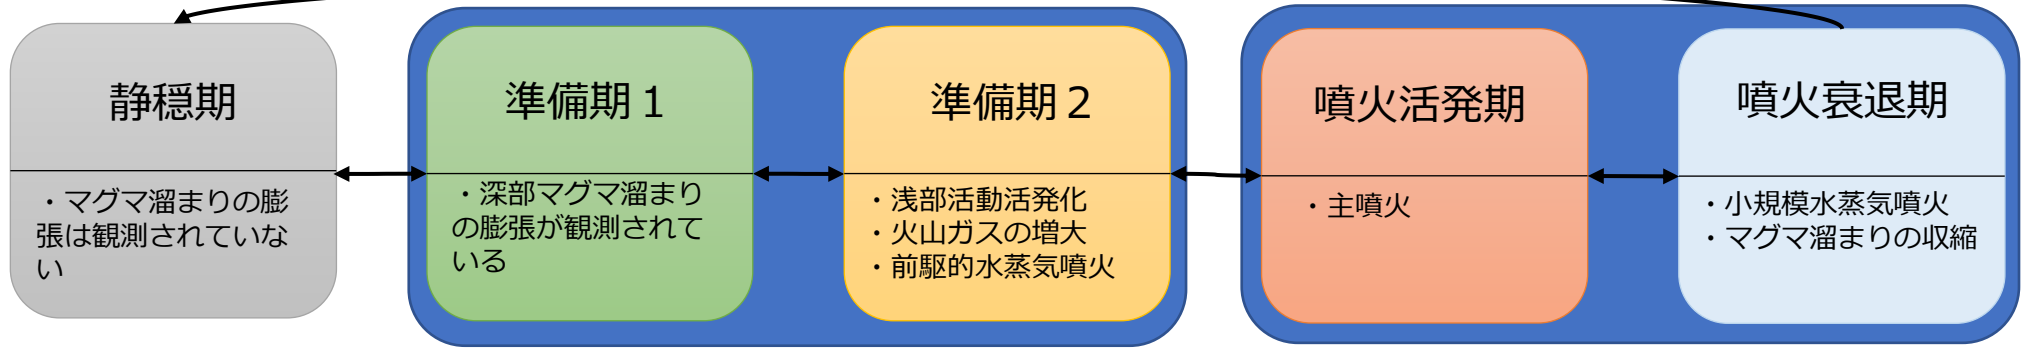 静穏期
・マグマ溜まりの膨
張は観測されていな
い
準備期１
・深部マグマ溜まり
の膨張が観測されて
いる
準備期２
・浅部活動活発化
・火山ガスの増大
・前駆的水蒸気噴火
噴火活発期
・主噴火
噴火衰退期
・小規模水蒸気噴火
・マグマ溜まりの収縮